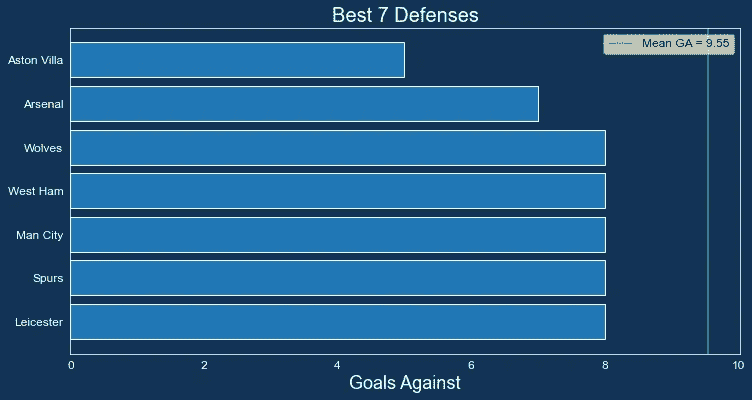 Best 7 Defenses
Mean GA = 9.55
Aston Villa
Arsenal
Wolves
West Ham
Man City
Spurs
Leicester
0 2 4 6 8 10
Goals Against